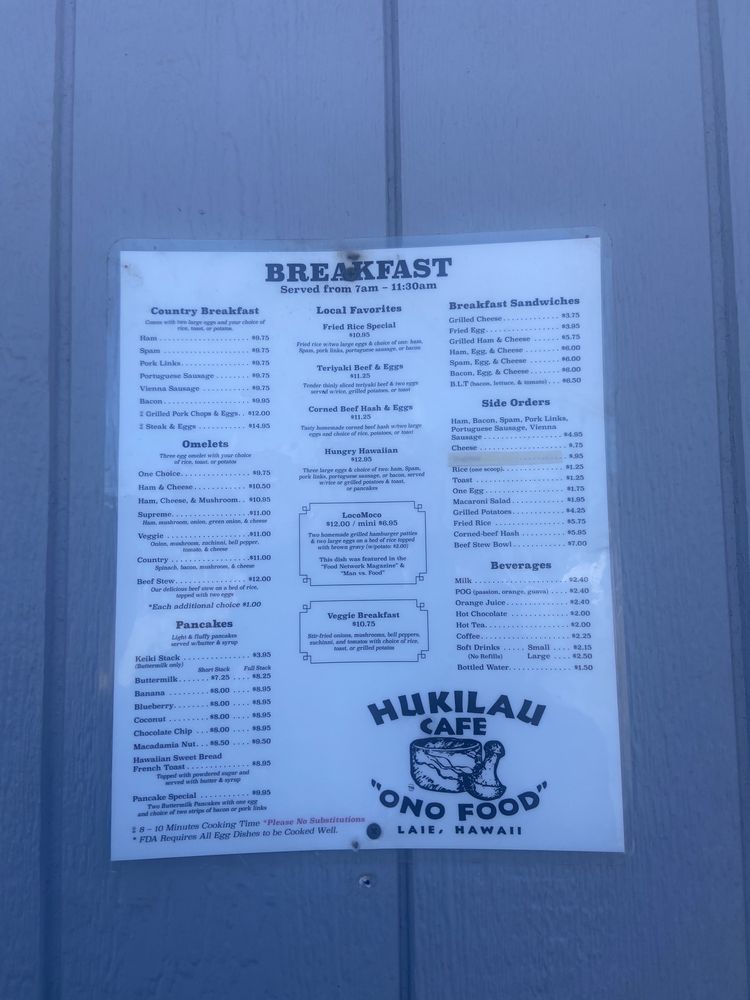 BREAKFAST
Served from 7am – 11:30am
Country Breakfast
Comes with two large eggs and your choice of
rice, toast, or potatos.
Ham . . . . . . . . . . $9.75
Spam . . . . . . . . . . $9.75
Pork Links . . . . . . . . . . $9.75
Portuguese Sausage . . . . . . $9.75
Vienna Sausage . . . . . . . . $9.75
Bacon . . . . . . . . . . $9.95
‡ Grilled Pork Chops & Eggs . . $12.00
‡ Steak & Eggs . . . . . . . . $14.95
Omelets
Three egg omelet with your choice
of rice, toast, or potatos
One Choice . . . . . . . . . . $9.75
Ham & Cheese . . . . . . . . $10.50
Ham, Cheese, & Mushroom . . $10.95
Supreme . . . . . . . . . . $11.00
Ham, mushroom, onion, green onion, & cheese
Veggie . . . . . . . . . . $11.00
Onion, mushroom, zuchinni, bell pepper,
tomato, & cheese
Country . . . . . . . . . . $11.00
Spinach, bacon, mushroom, & cheese
Beef Stew . . . . . . . . . . $12.00
Our delicious beef stew on a bed of rice,
topped with two eggs
*Each additional choice $1.00
Pancakes
Light & fluffy pancakes
served w/butter & syrup
Keiki Stack . . . . . . . . . . $3.95
(Buttermilk only)
Short Stack Full Stack
Buttermilk . . . . $7.25 . . . . $8.25
Banana . . . . . . $8.00 . . . . $8.95
Blueberry . . . . . $8.00 . . . . $8.95
Coconut . . . . . . $8.00 . . . . $8.95
Chocolate Chip . . . $8.00 . . . . $8.95
Macadamia Nut . . . $8.50 . . . . $9.50
Hawaiian Sweet Bread
French Toast . . . . . . . . . . $8.95
Topped with powdered sugar and
served with butter & syrup
Pancake Special . . . . . . . . $9.95
Two Buttermilk Pancakes with one egg
and choice of two strips of bacon or pork links
‡ 8 – 10 Minutes Cooking Time *Please No Substitutions
* FDA Requires All Egg Dishes to be Cooked Well.
Local Favorites
Fried Rice Special
$10.95
Fried rice w/two large eggs & choice of one: ham,
Spam, pork links, portuguese sausage, or bacon
Teriyaki Beef & Eggs
$11.25
Tender thinly sliced teriyaki beef & two eggs
served w/rice, grilled potatoes, or toast
Corned Beef Hash & Eggs
$11.25
Tasty homemade corned beef hash w/two large
eggs and choice of rice, potatoes, or toast
Hungry Hawaiian
$12.95
Three large eggs & choice of two: ham, Spam,
pork links, portuguese sausage, or bacon, served
w/rice or grilled potatoes & toast,
or pancakes
LocoMoco
$12.00 / mini $6.95
Two homemade grilled hamburger patties
& two large eggs on a bed of rice topped
with brown gravy (w/potato: $2.00)
This dish was featured in the
"Food Network Magazine" &
"Man vs. Food"
Veggie Breakfast
$10.75
Stir-fried onions, mushrooms, bell peppers,
zuchinni, and tomatos with choice of rice,
toast, or grilled potatos
Breakfast Sandwiches
Grilled Cheese . . . . . . . . . . $3.75
Fried Egg . . . . . . . . . . $3.95
Grilled Ham & Cheese . . . . . . $5.75
Ham, Egg, & Cheese . . . . . . $6.00
Spam, Egg, & Cheese . . . . . . $6.00
Bacon, Egg, & Cheese . . . . . . $6.00
B.L.T (bacon, lettuce, & tomato) . . . $6.50
Side Orders
Ham, Bacon, Spam, Pork Links,
Portuguese Sausage, Vienna
Sausage . . . . . . . . . . $4.95
Cheese . . . . . . . . . . $.75
$.95
Rice (one scoop) . . . . . . . . . . $1.25
Toast . . . . . . . . . . $1.25
One Egg . . . . . . . . . . $1.75
Macaroni Salad . . . . . . . . . . $1.95
Grilled Potatoes . . . . . . . . . . $4.25
Fried Rice . . . . . . . . . . $5.75
Corned-beef Hash . . . . . . . . $5.95
Beef Stew Bowl . . . . . . . . . . $7.00
Beverages
Milk . . . . . . . . . . $2.40
POG (passion, orange, guava) . . . . $2.40
Orange Juice . . . . . . . . . . $2.40
Hot Chocolate . . . . . . . . . . $2.00
Hot Tea . . . . . . . . . . $2.00
Coffee . . . . . . . . . . $2.25
Soft Drinks . . . . . Small . . . . $2.15
(No Refills) Large . . . . $2.50
Bottled Water . . . . . . . . . . $1.50
HUKILAU
CAFE
"ONO FOOD"
LAIE, HAWAII